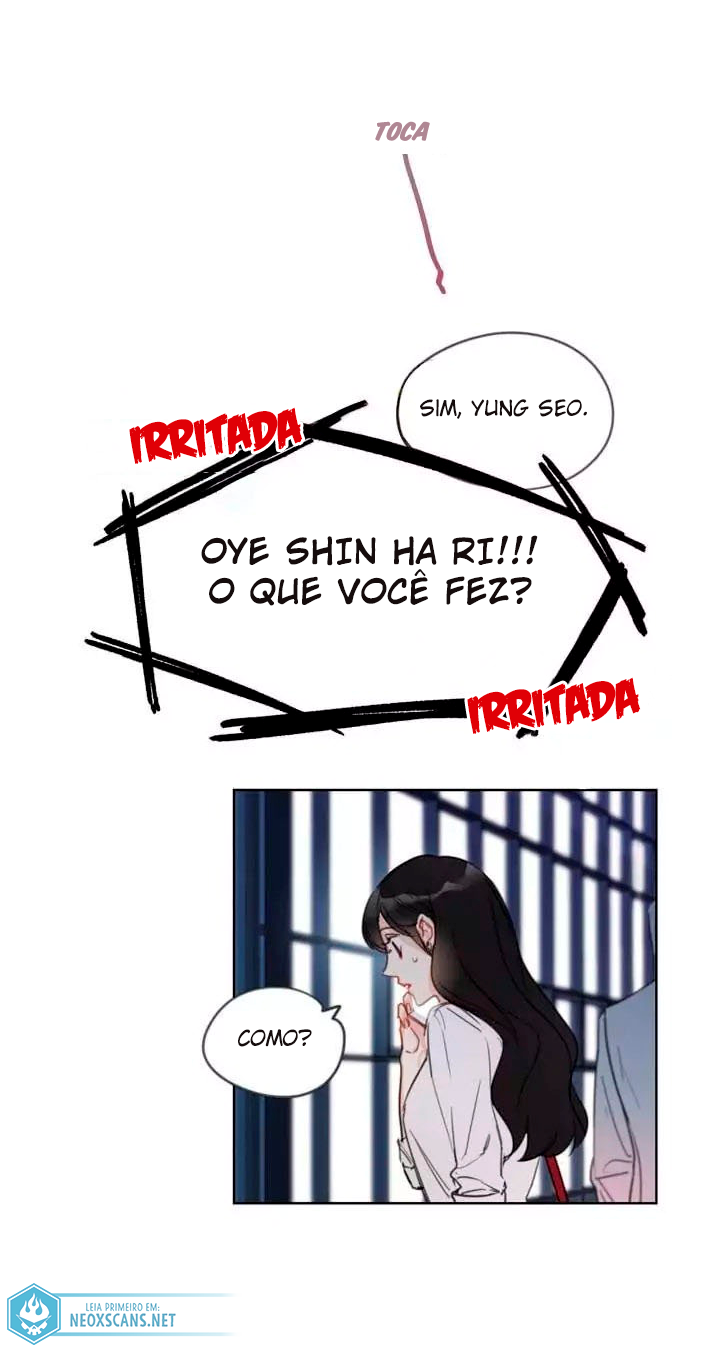 TOCA
SIM, YUNG SEO.
IRRITADA
OYE SHIN HA RI!!!
O QUE VOCÊ FEZ?
IRRITADA
COMO?
LEIA PRIMEIRO EM:
NEOXSCANS.NET